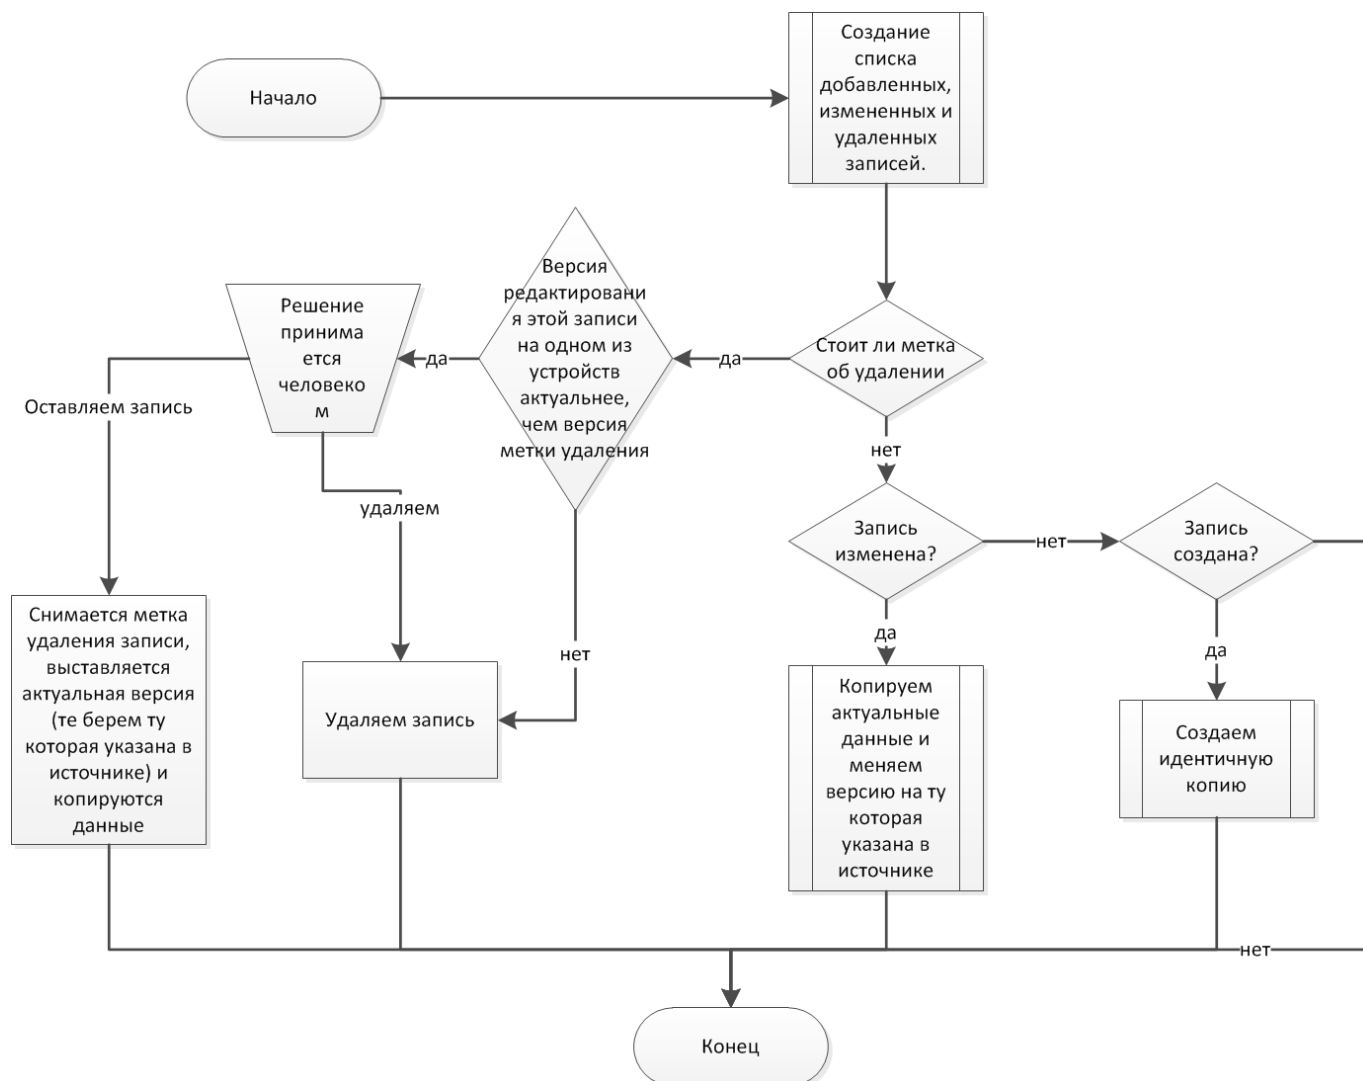 Начало
Создание
списка
добавленных,
измененных и
удаленных
записей.
Стоит ли метка
об удалении
да
Версия
редактировани
я этой записи
на одном из
устройств
актуальнее,
чем версия
метки удаления
да
Решение
принима
ется
человеко
м
Оставляем запись
удаляем
нет
нет
Запись
изменена?
нет
Запись
создана?
да
да
Снимается метка
удаления записи,
выставляется
актуальная версия
(те берем ту
которая указана в
источнике) и
копируются
данные
Удаляем запись
Копируем
актуальные
данные и
меняем
версию на ту
которая
указана в
источнике
Создаем
идентичную
копию
нет
Конец